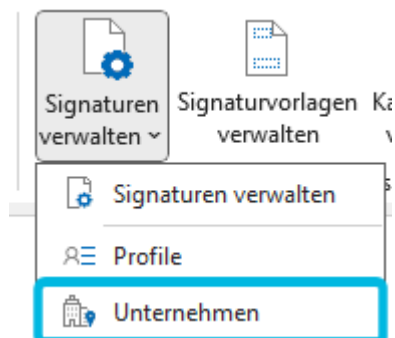 Signaturen verwalten
Signaturvorlagen verwalten
Signaturen verwalten
Profile
Unternehmen